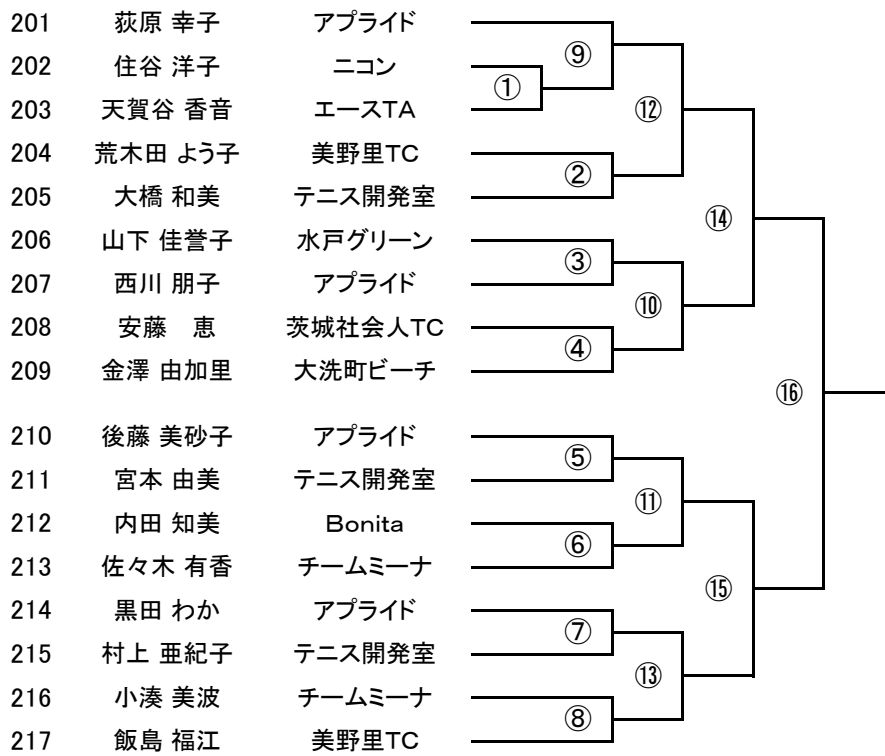 201 荻原 幸子 アプライド
⑨
202 住谷 洋子 ニコン
①
203 天賀谷 香音 エースTA
⑫
204 荒木田 よう子 美野里TC
②
205 大橋 和美 テニス開発室
⑭
206 山下 佳誉子 水戸グリーン
③
207 西川 朋子 アプライド
⑩
208 安藤　恵 茨城社会人TC
④
209 金澤 由加里 大洗町ビーチ
⑯
210 後藤 美砂子 アプライド
⑤
211 宮本 由美 テニス開発室
⑪
212 内田 知美 Bonita
⑥
213 佐々木 有香 チームミーナ
⑮
214 黒田 わか アプライド
⑦
215 村上 亜紀子 テニス開発室
⑬
216 小湊 美波 チームミーナ
⑧
217 飯島 福江 美野里TC